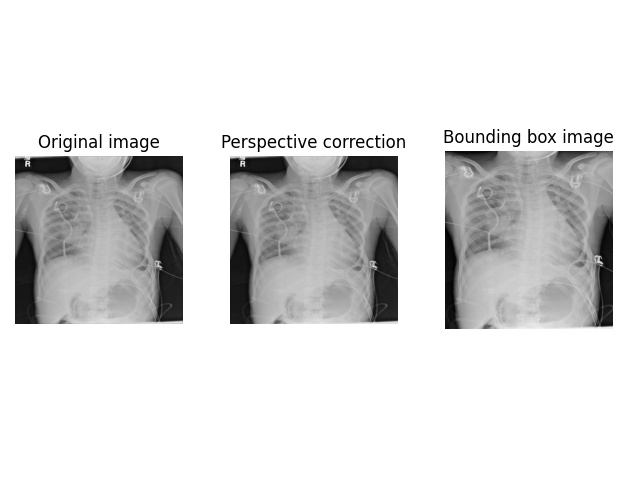 Original image
Perspective correction
Bounding box image
R
R